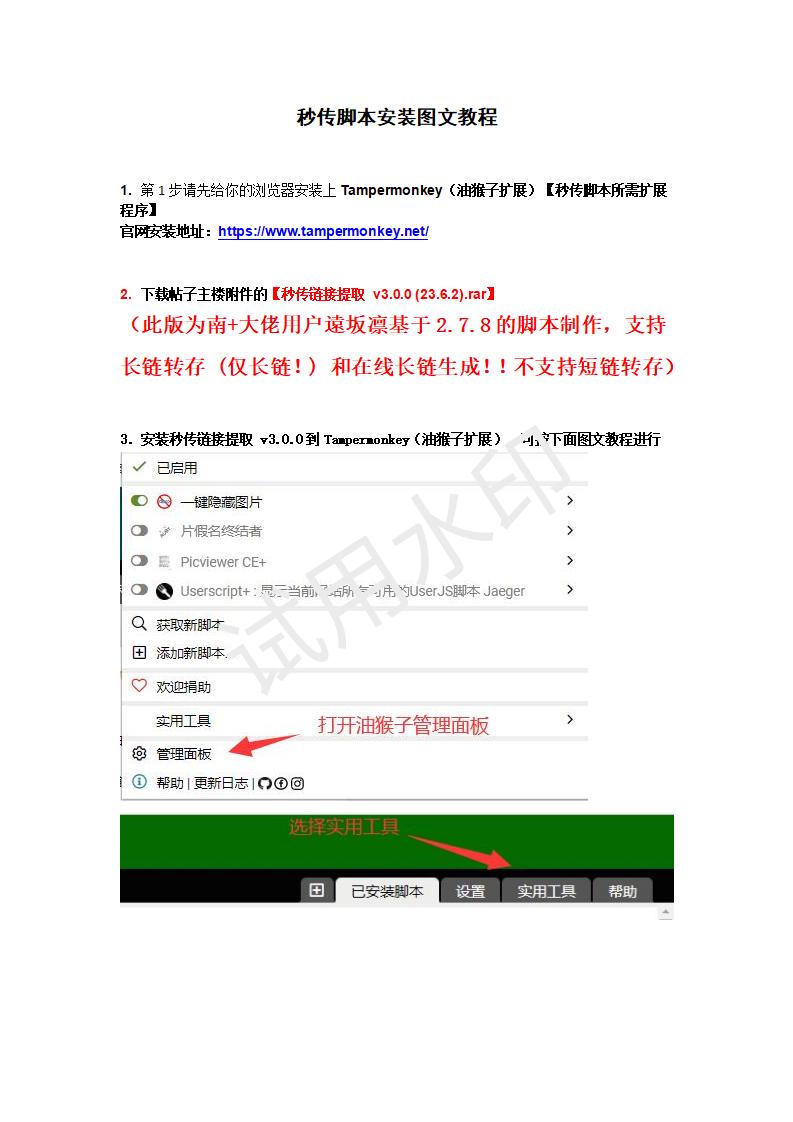 秒传脚本安装图文教程
1. 第 1 步请先给你的浏览器安装上 Tampermonkey（油猴子扩展）【秒传脚本所需扩展
程序】
官网安装地址：https://www.tampermonkey.net/
2. 下载帖子主楼附件的【秒传链接提取 v3.0.0 (23.6.2).rar】
（此版为南+大佬用户遠坂凛基于 2.7.8 的脚本制作，支持
长链转存 (仅长链！) 和在线长链生成！！不支持短链转存）
3. 安装秒传链接提取 v3.0.0 到 Tampermonkey（油猴子扩展） 下面图文教程进行
已启用
一键隐藏图片
片假名终结者
Picviewer CE+
Userscript+ : 显示当前网站所有可用的UserJS脚本 Jaeger
获取新脚本
添加新脚本.
欢迎捐助
实用工具
打开油猴子管理面板
管理面板
帮助 | 更新日志 |
选择实用工具
已安装脚本 设置 实用工具 帮助
试用水印